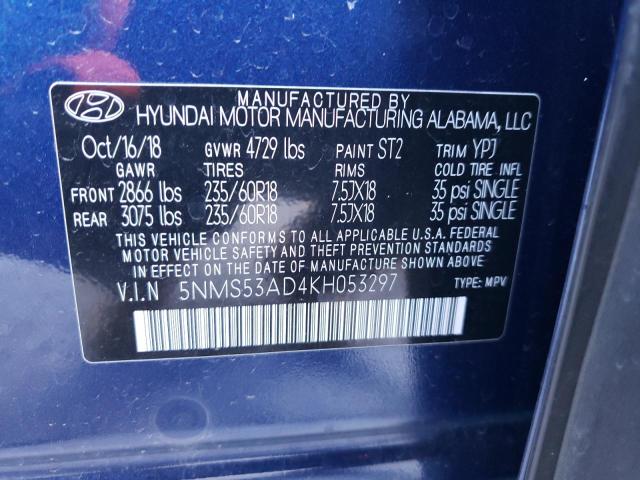 MANUFACTURED BY
HYUNDAI MOTOR MANUFACTURING ALABAMA, LLC
Oct/16/18 GVWR 4729 lbs PAINT ST2 TRIM YPJ
GAWR TIRES RIMS COLD TIRE INFL
FRONT 2866 lbs 235/60R18 7.5JX18 35 psi SINGLE
REAR 3075 lbs 235/60R18 7.5JX18 35 psi SINGLE
THIS VEHICLE CONFORMS TO ALL APPLICABLE U.S.A. FEDERAL
MOTOR VEHICLE SAFETY AND THEFT PREVENTION STANDARDS
IN EFFECT ON THE DATE OF MANUFACTURE SHOWN ABOVE.
V.I.N 5NMS53AD4KH053297 TYPE: MPV